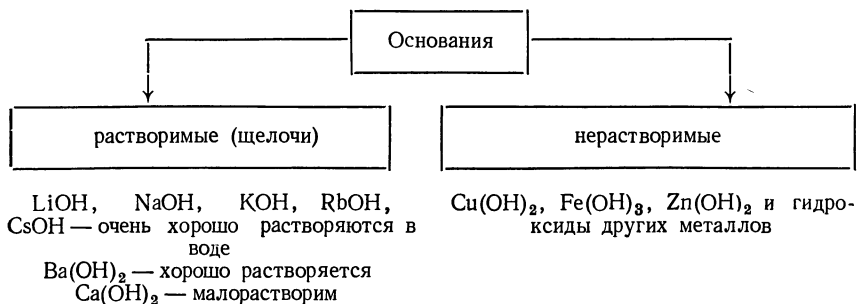 Основания
растворимые (щелочи)
нерастворимые
LiOH, NaOH, KOH, RbOH,
CsOH — очень хорошо растворяются в
воде
Ba(OH)₂ — хорошо растворяется
Ca(OH)₂ — малорастворим
Cu(OH)₂, Fe(OH)₃, Zn(OH)₂ и гидро-
ксиды других металлов